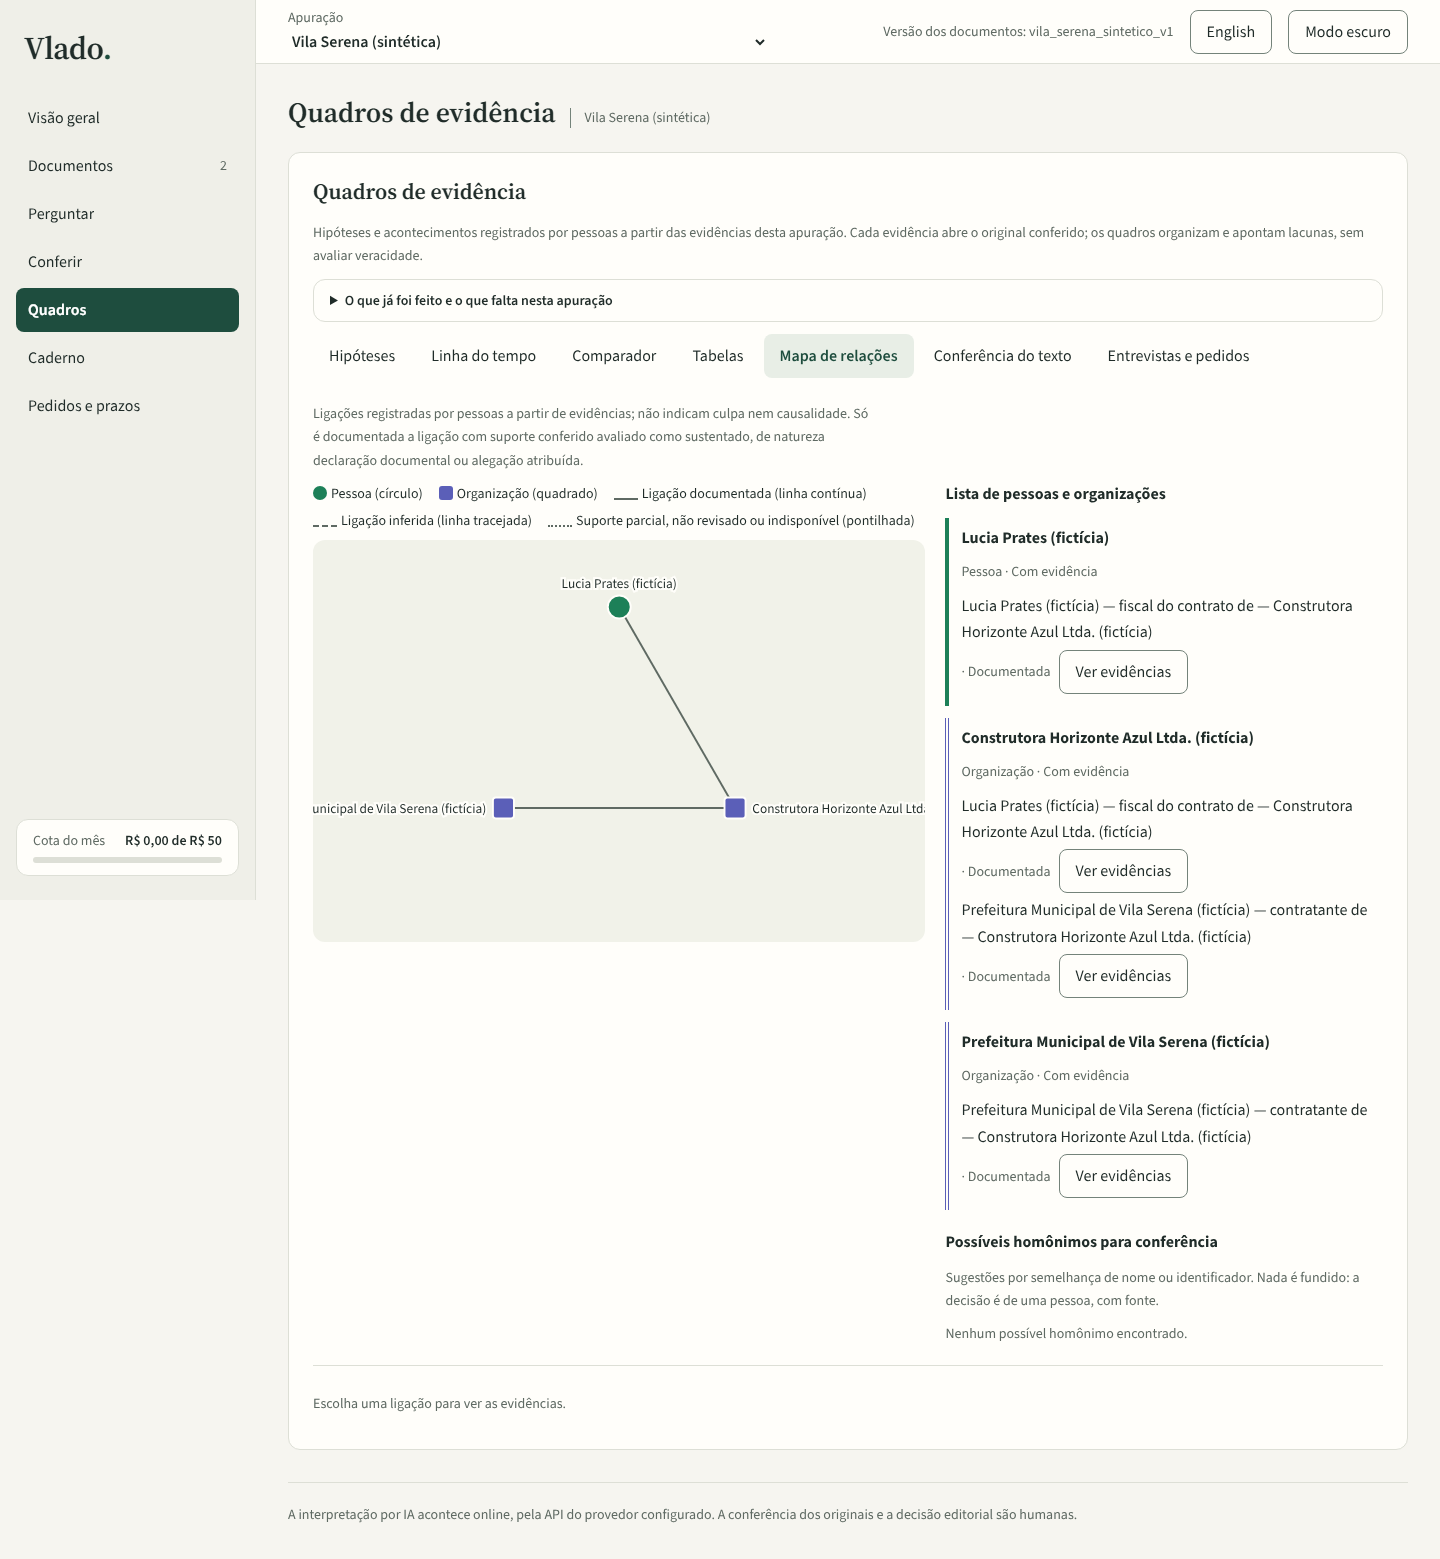 Vlado.
Visão geral
Documentos 2
Perguntar
Conferir
Quadros
Caderno
Pedidos e prazos
Cota do mês R$ 0,00 de R$ 50
Apuração
Vila Serena (sintética)
Versão dos documentos: vila_serena_sintetico_v1
English
Modo escuro
Quadros de evidência
Vila Serena (sintética)
Quadros de evidência
Hipóteses e acontecimentos registrados por pessoas a partir das evidências desta apuração. Cada evidência abre o original conferido; os quadros organizam e apontam lacunas, sem
avaliar veracidade.
O que já foi feito e o que falta nesta apuração
Hipóteses Linha do tempo Comparador Tabelas Mapa de relações Conferência do texto Entrevistas e pedidos
Ligações registradas por pessoas a partir de evidências; não indicam culpa nem causalidade. Só
é documentada a ligação com suporte conferido avaliado como sustentado, de natureza
declaração documental ou alegação atribuída.
Pessoa (círculo) Organização (quadrado) Ligação documentada (linha contínua)
Ligação inferida (linha tracejada) Suporte parcial, não revisado ou indisponível (pontilhada)
Lucia Prates (fictícia)
unicipal de Vila Serena (fictícia)
Construtora Horizonte Azul Ltda
Lista de pessoas e organizações
Lucia Prates (fictícia)
Pessoa · Com evidência
Lucia Prates (fictícia) — fiscal do contrato de — Construtora
Horizonte Azul Ltda. (fictícia)
· Documentada Ver evidências
Construtora Horizonte Azul Ltda. (fictícia)
Organização · Com evidência
Lucia Prates (fictícia) — fiscal do contrato de — Construtora
Horizonte Azul Ltda. (fictícia)
· Documentada Ver evidências
Prefeitura Municipal de Vila Serena (fictícia) — contratante de
— Construtora Horizonte Azul Ltda. (fictícia)
· Documentada Ver evidências
Prefeitura Municipal de Vila Serena (fictícia)
Organização · Com evidência
Prefeitura Municipal de Vila Serena (fictícia) — contratante de
— Construtora Horizonte Azul Ltda. (fictícia)
· Documentada Ver evidências
Possíveis homônimos para conferência
Sugestões por semelhança de nome ou identificador. Nada é fundido: a
decisão é de uma pessoa, com fonte.
Nenhum possível homônimo encontrado.
Escolha uma ligação para ver as evidências.
A interpretação por IA acontece online, pela API do provedor configurado. A conferência dos originais e a decisão editorial são humanas.